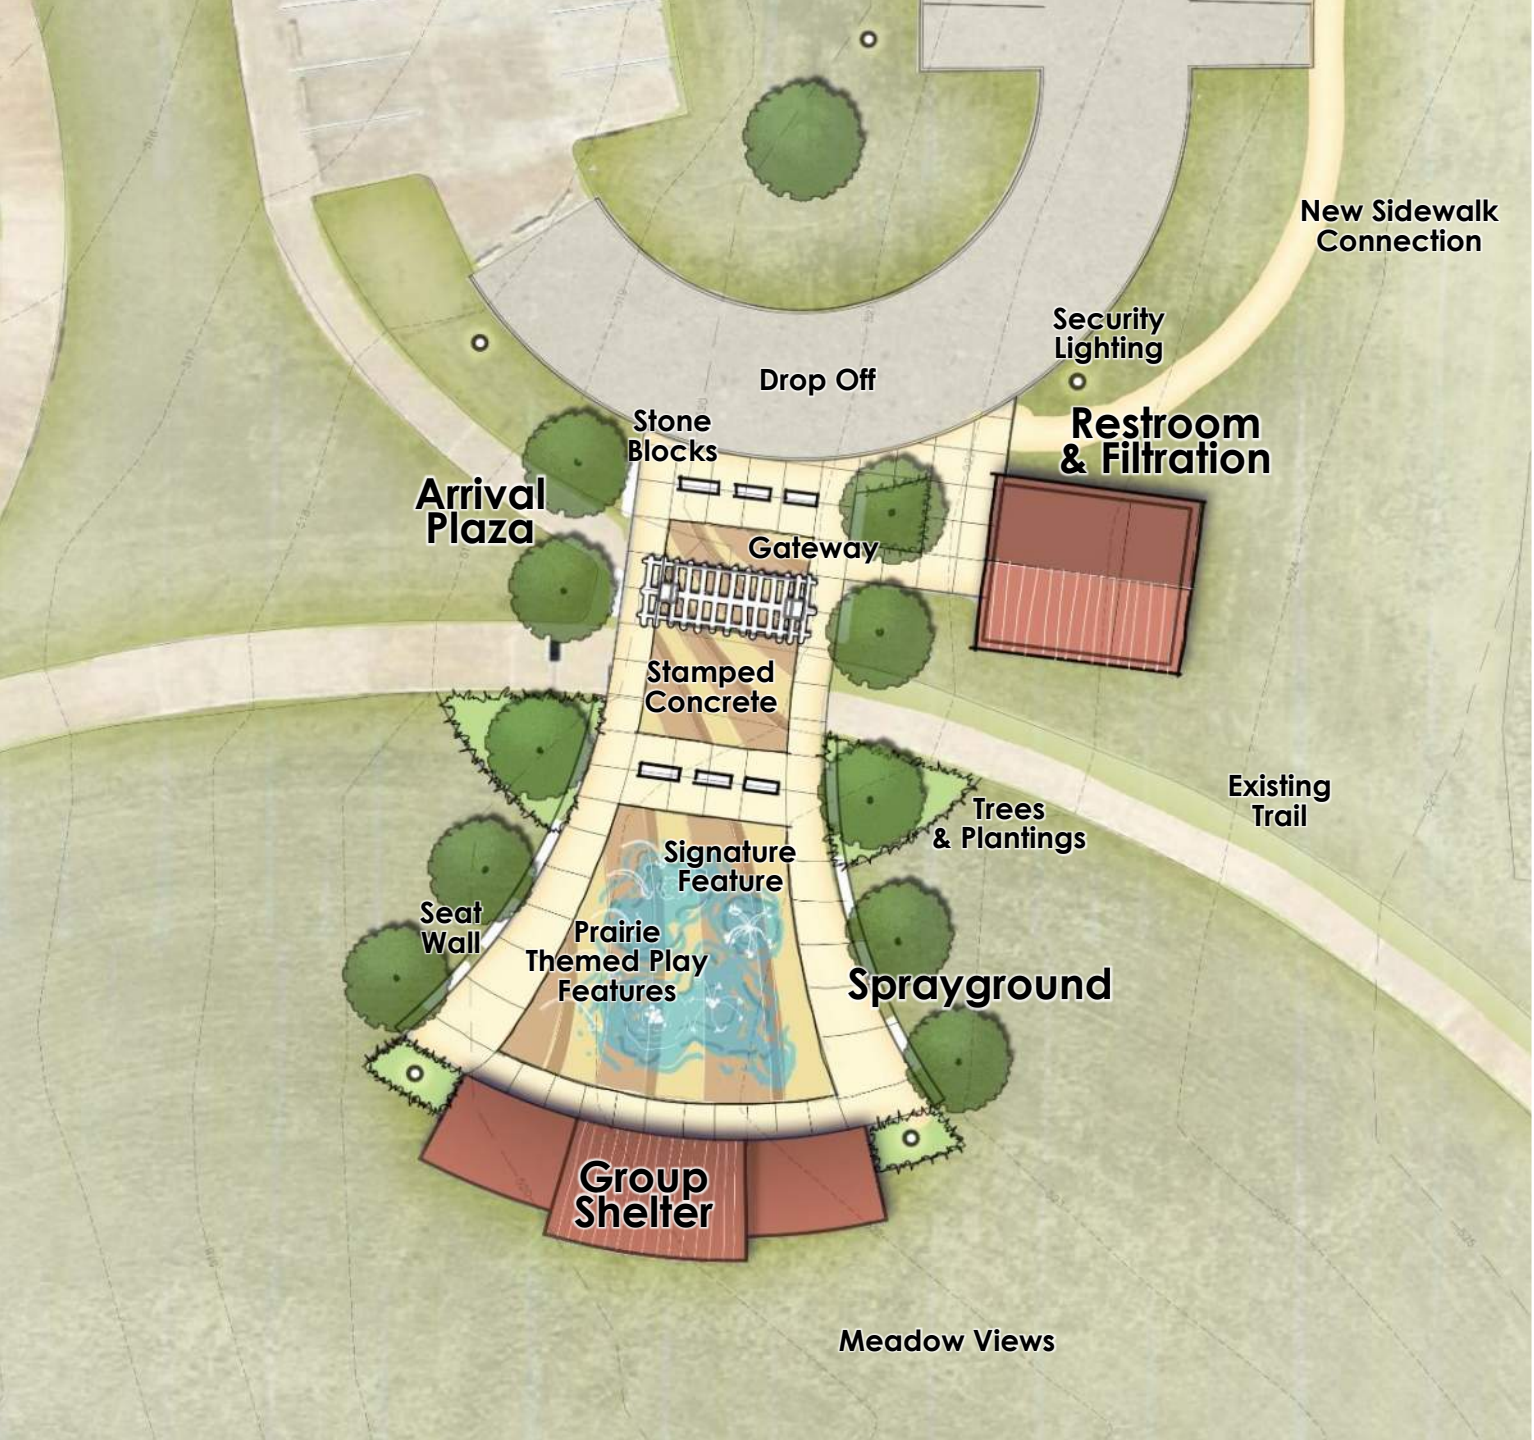 New Sidewalk
Connection
Security
Lighting
Drop Off
Stone
Blocks
Restroom
& Filtration
Arrival
Plaza
Gateway
Stamped
Concrete
Existing
Trail
Trees
& Plantings
Signature
Feature
Seat
Wall
Prairie
Themed Play
Features
Sprayground
Group
Shelter
Meadow Views